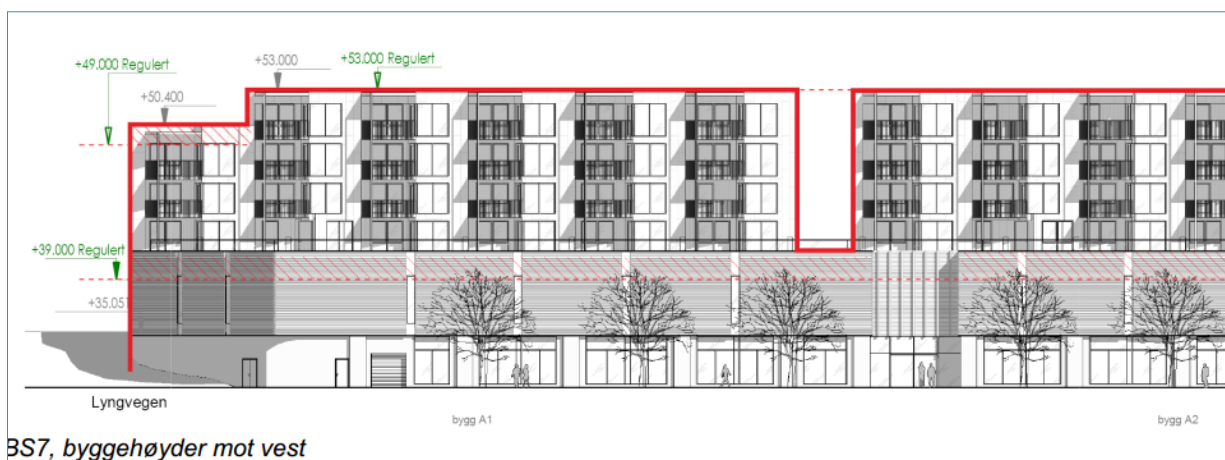 +53.000
+53.000 Regulert
+49.000 Regulert
+50.400
+39.000 Regulert
+35.051
Lyngvegen
bygg A1
bygg A2
BS7, byggehøyder mot vest